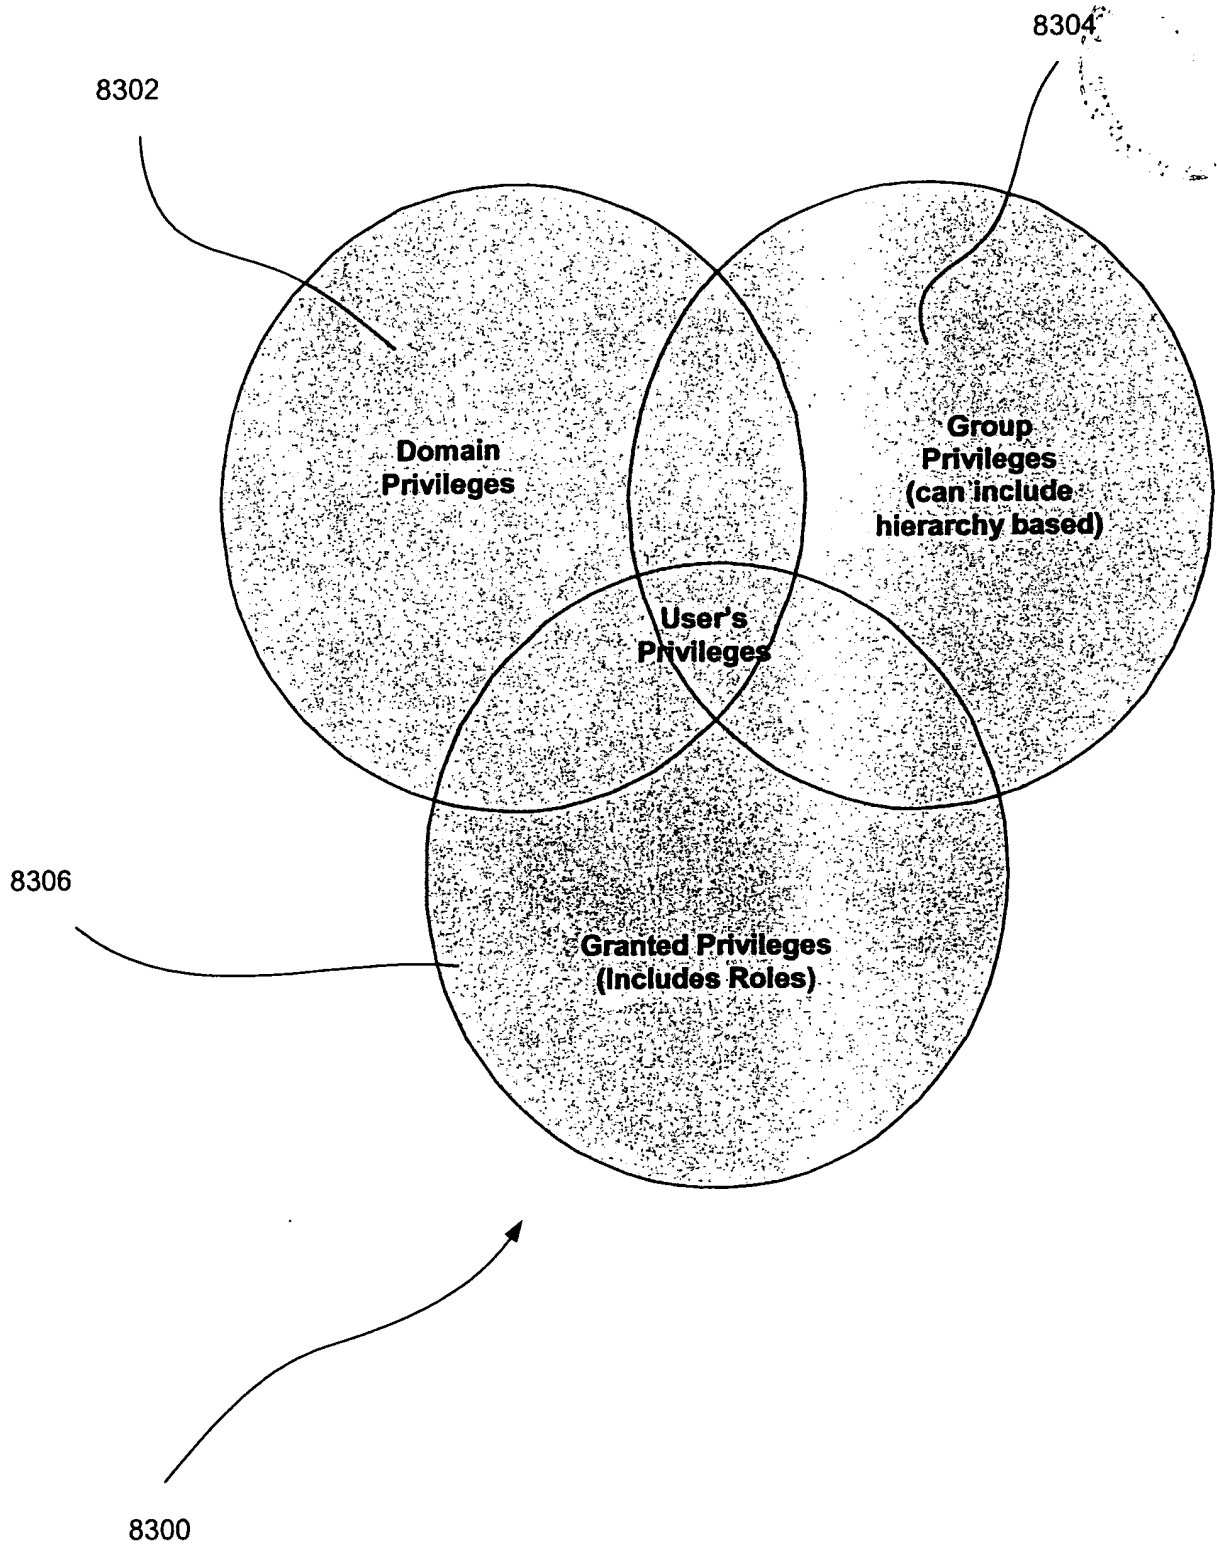 8304
8302
Domain
Privileges
Group
Privileges
(can include
hierarchy based)
User's
Privileges
8306
Granted Privileges
(Includes Roles)
8300